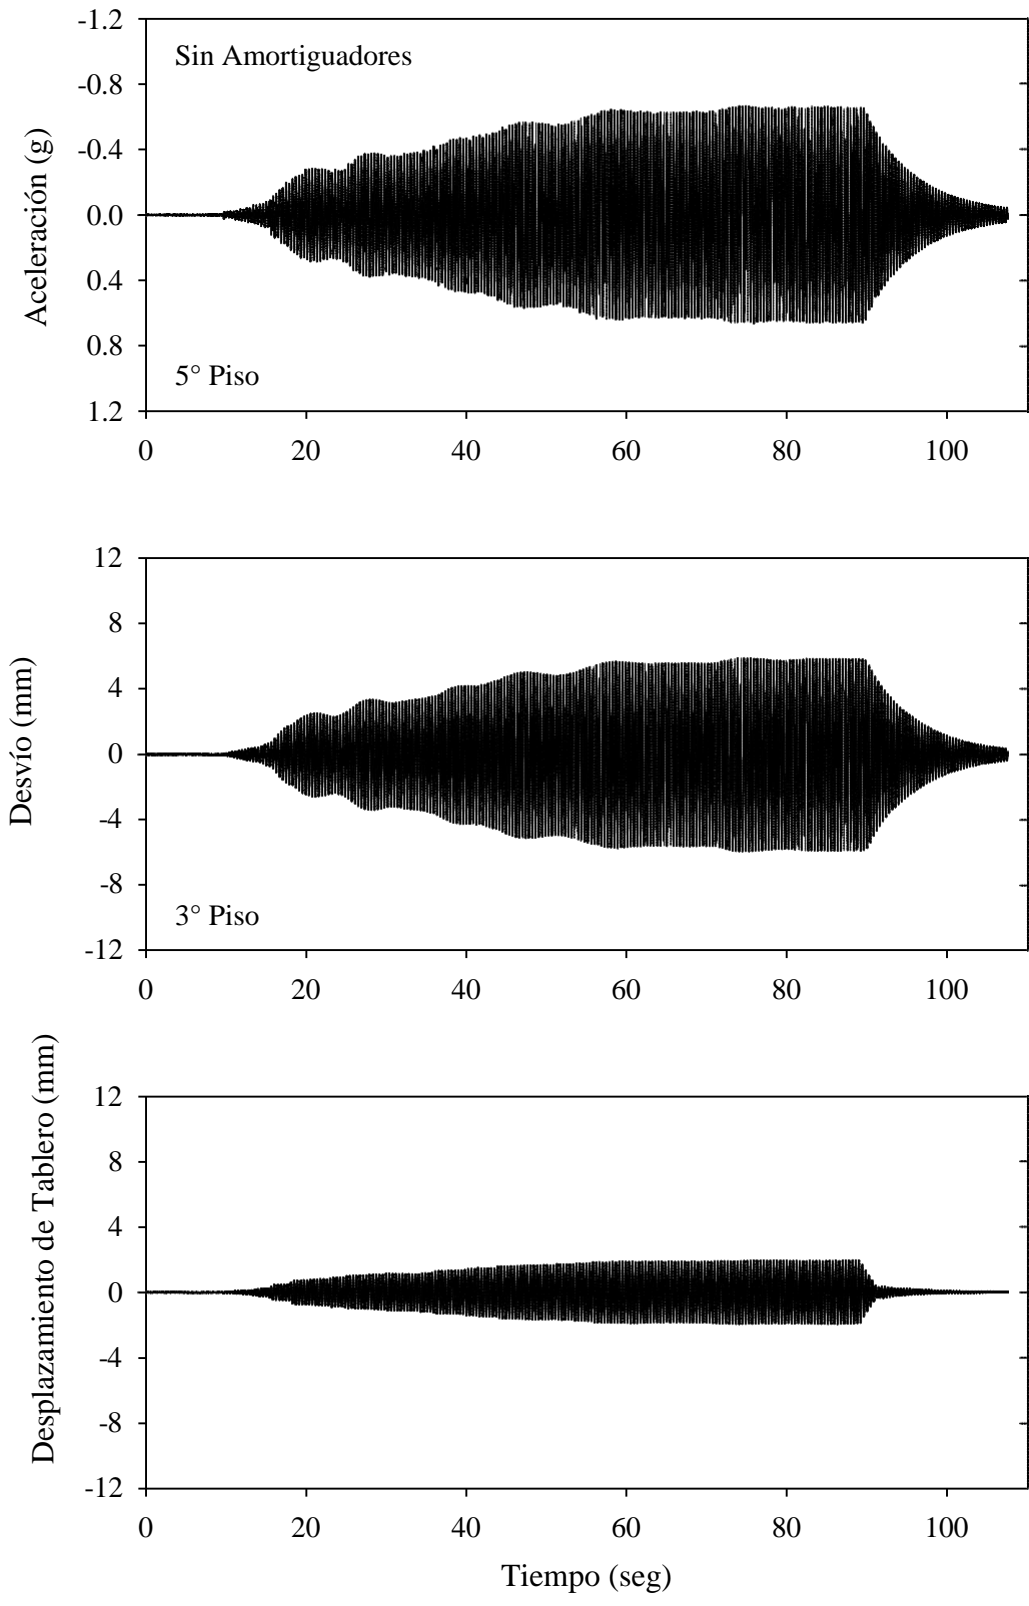 -1.2
Sin Amortiguadores
-0.8
-0.4
0.0
0.4
0.8
5° Piso
1.2
Aceleración (g)
0 20 40 60 80 100
12
8
4
0
-4
-8
3° Piso
-12
Desvío (mm)
0 20 40 60 80 100
12
8
4
0
-4
-8
-12
Desplazamiento de Tablero (mm)
0 20 40 60 80 100
Tiempo (seg)